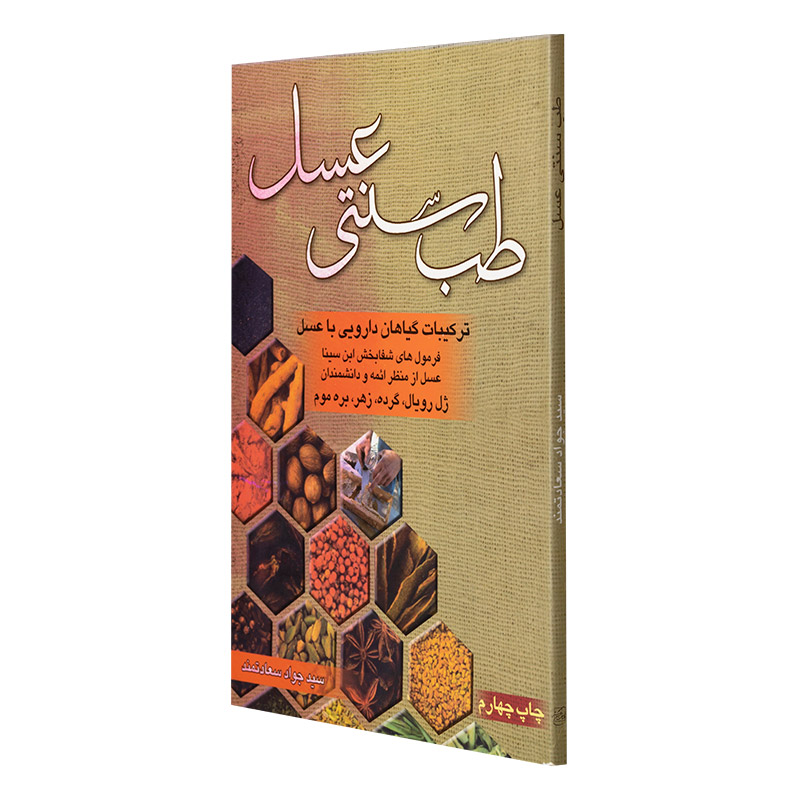 طب سنتی عسل
ترکیبات گیاهان دارویی با عسل
فرمول های شفابخش ابن سینا
عسل از منظر ائمه و دانشمندان
ژل رویال، گرده، زهر، بره موم
سید جواد سعادتمند
چاپ چهارم
طب سنتی عسل
سید جواد سعادتمند